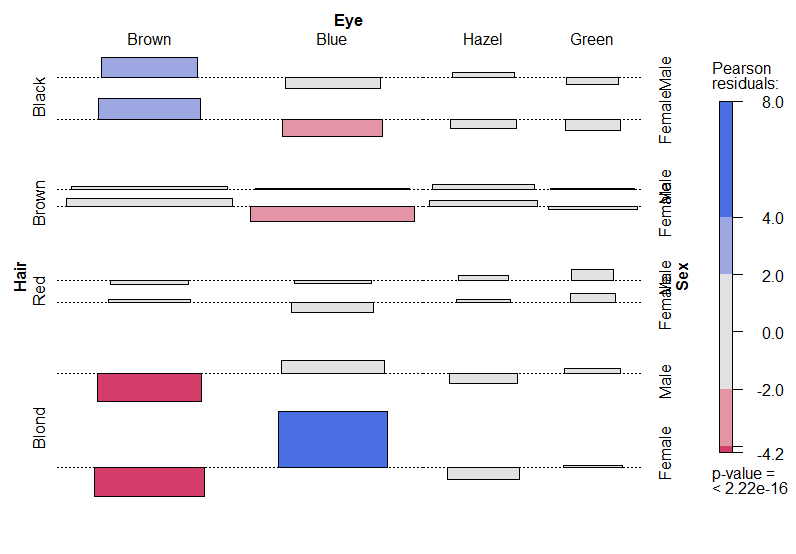 Eye
Brown Blue Hazel Green
Hair
Black
Brown
Red
Blond
Male
Female
Male
Female
Male
Female
Male
Female
Sex
Pearson
residuals:
8.0
4.0
2.0
0.0
-2.0
-4.2
p-value =
< 2.22e-16